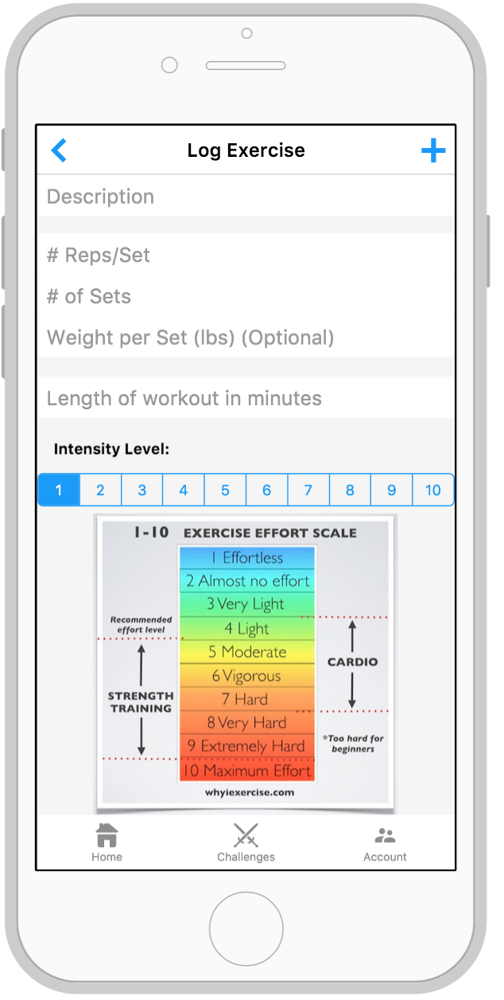 Log Exercise
Description
# Reps/Set
# of Sets
Weight per Set (lbs) (Optional)
Length of workout in minutes
Intensity Level:
1 2 3 4 5 6 7 8 9 10
1-10 EXERCISE EFFORT SCALE
1 Effortless
2 Almost no effort
3 Very Light
Recommended
effort level
4 Light
5 Moderate
6 Vigorous
7 Hard
8 Very Hard
9 Extremely Hard
10 Maximum Effort
STRENGTH
TRAINING
CARDIO
*Too hard for
beginners
whyiexercise.com
Home
Challenges
Account